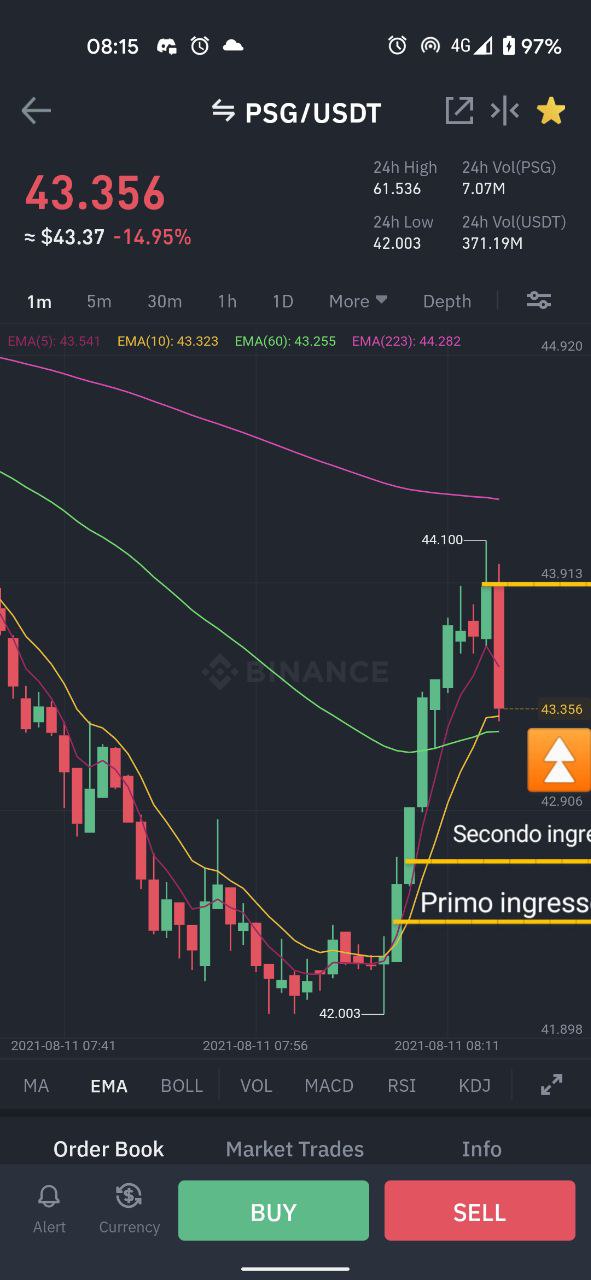 08:15 4G 97%
PSG/USDT
43.356
≈ $43.37 -14.95%
24h High 24h Vol(PSG)
61.536 7.07M
24h Low 24h Vol(USDT)
42.003 371.19M
1m 5m 30m 1h 1D More Depth
EMA(5): 43.541 EMA(10): 43.323 EMA(60): 43.255 EMA(223): 44.282
44.920
44.100
43.913
BINANCE
43.356
42.906
Secondo ingre
Primo ingress
42.003
41.898
2021-08-11 07:41 2021-08-11 07:56 2021-08-11 08:11
MA EMA BOLL VOL MACD RSI KDJ
Order Book Market Trades Info
Alert Currency BUY SELL